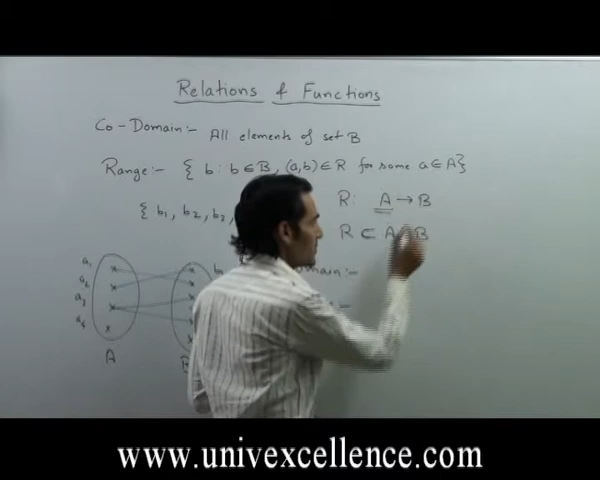 Relations & Functions
Co-Domain:- All elements of set B
Range:- { b : b ∈ B, (a,b) ∈ R for some a ∈ A}
{ b₁, b₂, b₃,
R: A → B
R ⊂ A B
main:-
a₁
a₂
a₃
a₄
A
www.univexcellence.com